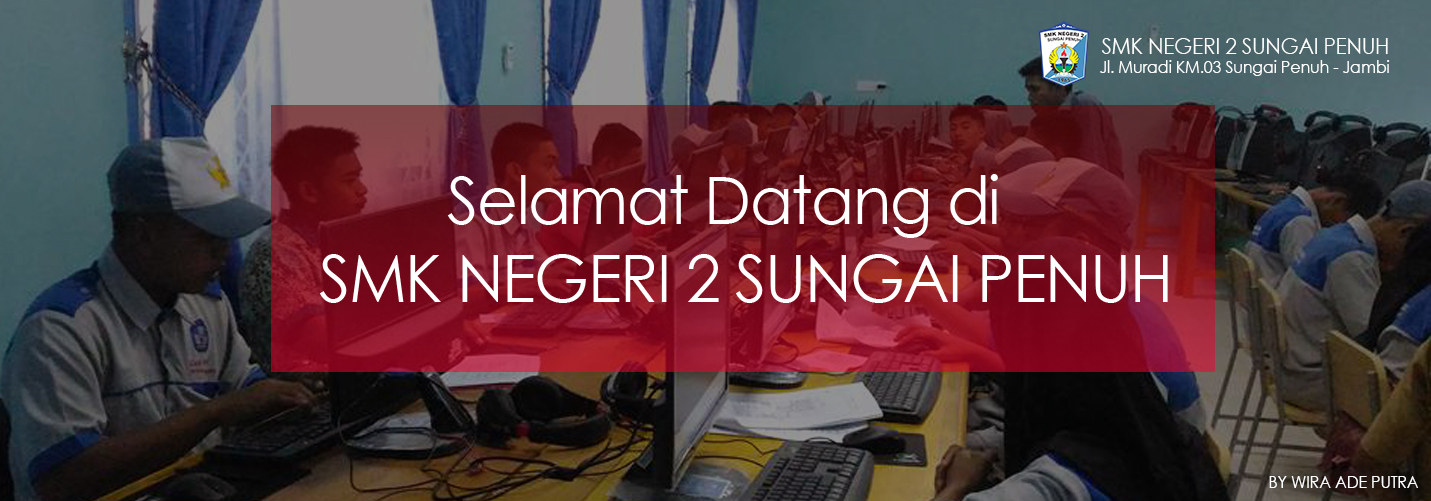 SMK NEGERI 2
SUNGAI PENUH
SMK NEGERI 2 SUNGAI PENUH
Jl. Muradi KM.03 Sungai Penuh - Jambi
Selamat Datang di
SMK NEGERI 2 SUNGAI PENUH
BY WIRA ADE PUTRA